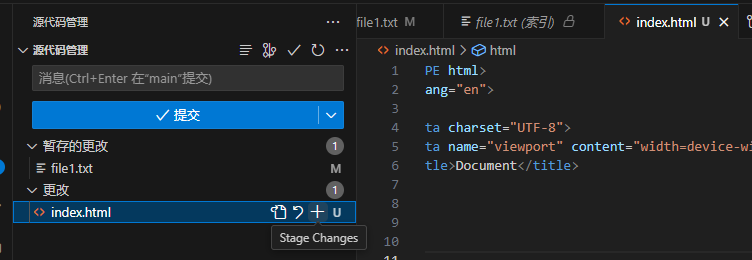 源代码管理
源代码管理
消息(Ctrl+Enter 在“main”提交)
提交
暂存的更改 1
file1.txt M
更改 1
index.html U
Stage Changes
file1.txt M
file1.txt (索引)
index.html U
index.html > html
1 PE html>
2 ang="en">
3
4 ta charset="UTF-8">
5 ta name="viewport" content="width=device-wi
6 tle>Document</title>
7
8
9
10
11